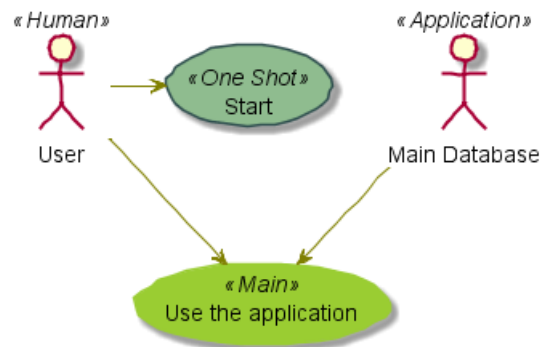 «Human»
User
«One Shot»
Start
«Application»
Main Database
«Main»
Use the application